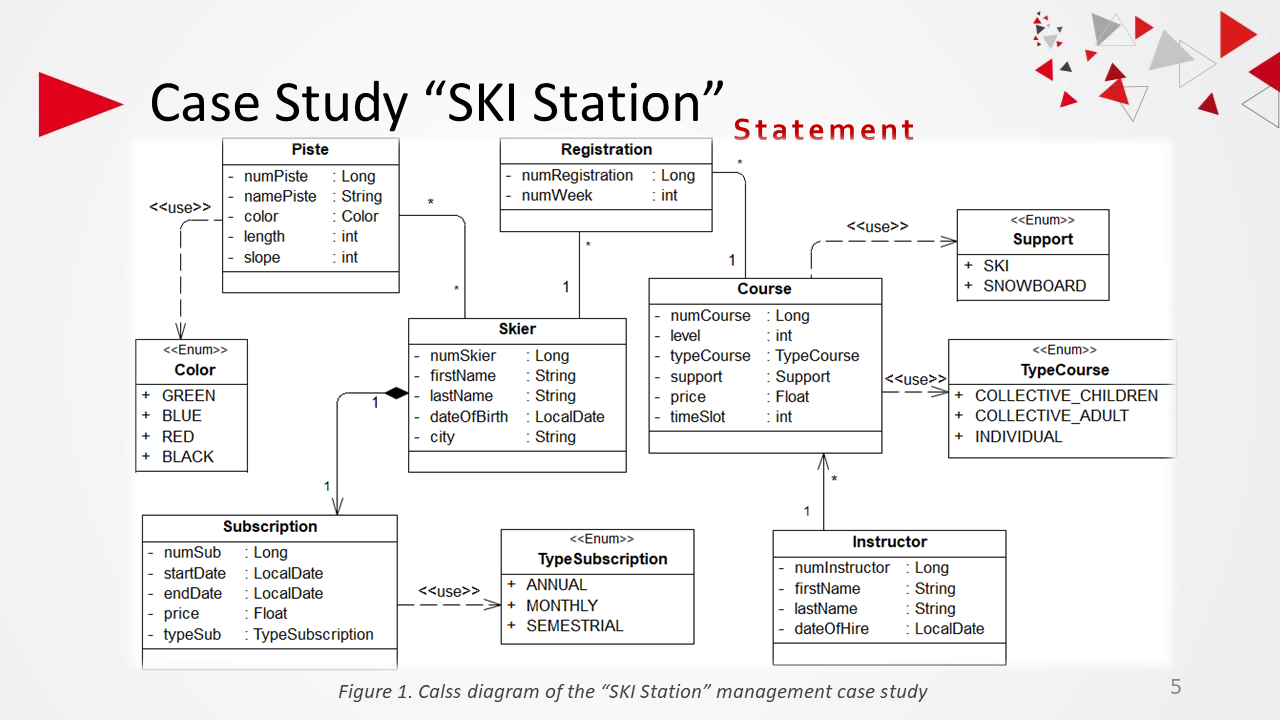 Case Study “SKI Station”
Statement
Piste
- numPiste : Long
- namePiste : String
- color : Color
- length : int
- slope : int
<<use>>
*
*
Registration
- numRegistration : Long
- numWeek : int
*
1
*
1
<<use>>
<<Enum>>
Support
+ SKI
+ SNOWBOARD
Course
- numCourse : Long
- level : int
- typeCourse : TypeCourse
- support : Support
- price : Float
- timeSlot : int
<<use>>
<<Enum>>
TypeCourse
+ COLLECTIVE_CHILDREN
+ COLLECTIVE_ADULT
+ INDIVIDUAL
Skier
- numSkier : Long
- firstName : String
- lastName : String
- dateOfBirth : LocalDate
- city : String
<<Enum>>
Color
+ GREEN
+ BLUE
+ RED
+ BLACK
1
1
*
1
Subscription
- numSub : Long
- startDate : LocalDate
- endDate : LocalDate
- price : Float
- typeSub : TypeSubscription
<<use>>
<<Enum>>
TypeSubscription
+ ANNUAL
+ MONTHLY
+ SEMESTRIAL
Instructor
- numInstructor : Long
- firstName : String
- lastName : String
- dateOfHire : LocalDate
Figure 1. Calss diagram of the “SKI Station” management case study
5